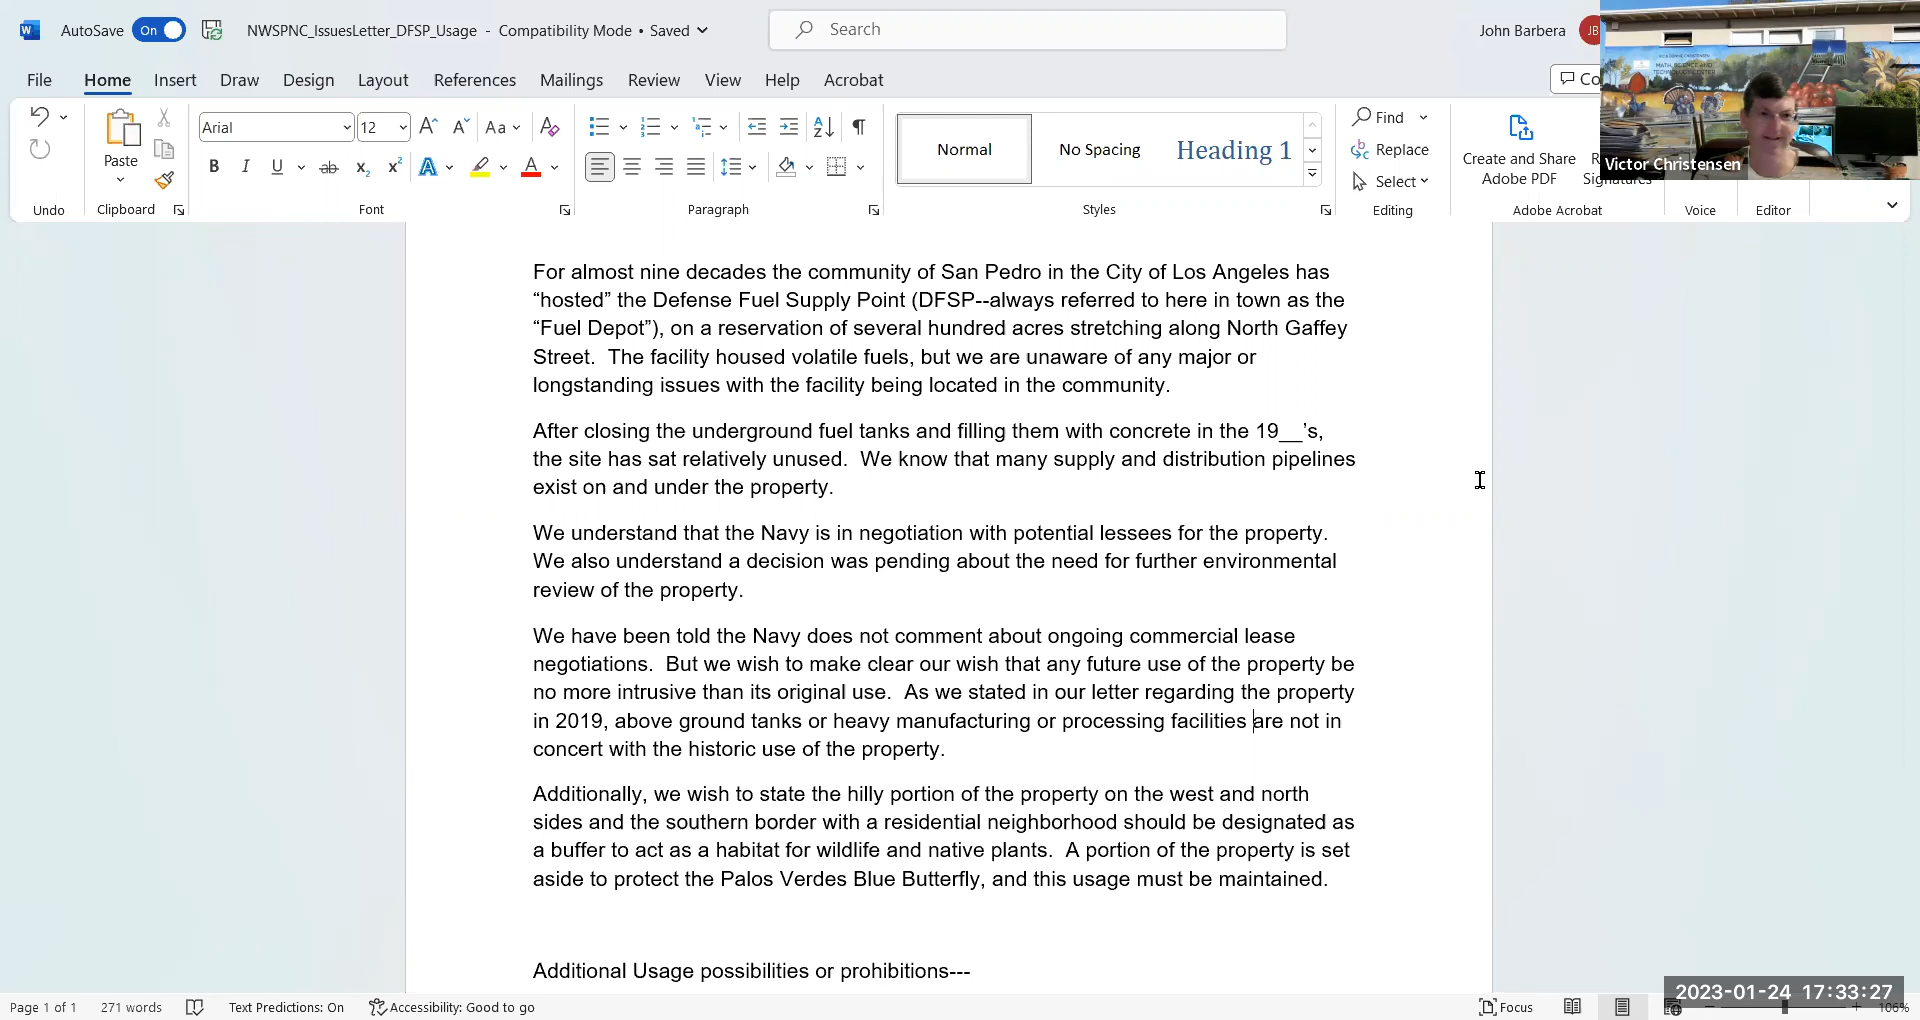 AutoSave On NWSPNC_IssuesLetter_DFSP_Usage - Compatibility Mode • Saved Search John Barbera JB
File Home Insert Draw Design Layout References Mailings Review View Help Acrobat Co
Arial 12 Aa Find
Paste Normal No Spacing Heading 1 Replace
B I U ab x₂ x² A A Select Create and Share
Adobe PDF
Signatures
Victor Christensen
Undo Clipboard Font Paragraph Styles Editing Adobe Acrobat Voice Editor
For almost nine decades the community of San Pedro in the City of Los Angeles has
“hosted” the Defense Fuel Supply Point (DFSP--always referred to here in town as the
“Fuel Depot”), on a reservation of several hundred acres stretching along North Gaffey
Street.  The facility housed volatile fuels, but we are unaware of any major or
longstanding issues with the facility being located in the community.
After closing the underground fuel tanks and filling them with concrete in the 19__’s,
the site has sat relatively unused.  We know that many supply and distribution pipelines
exist on and under the property.
We understand that the Navy is in negotiation with potential lessees for the property.
We also understand a decision was pending about the need for further environmental
review of the property.
We have been told the Navy does not comment about ongoing commercial lease
negotiations.  But we wish to make clear our wish that any future use of the property be
no more intrusive than its original use.  As we stated in our letter regarding the property
in 2019, above ground tanks or heavy manufacturing or processing facilities are not in
concert with the historic use of the property.
Additionally, we wish to state the hilly portion of the property on the west and north
sides and the southern border with a residential neighborhood should be designated as
a buffer to act as a habitat for wildlife and native plants.  A portion of the property is set
aside to protect the Palos Verdes Blue Butterfly, and this usage must be maintained.
Additional Usage possibilities or prohibitions---
2023-01-24 17:33:27
Page 1 of 1 271 words Text Predictions: On Accessibility: Good to go Focus 106%